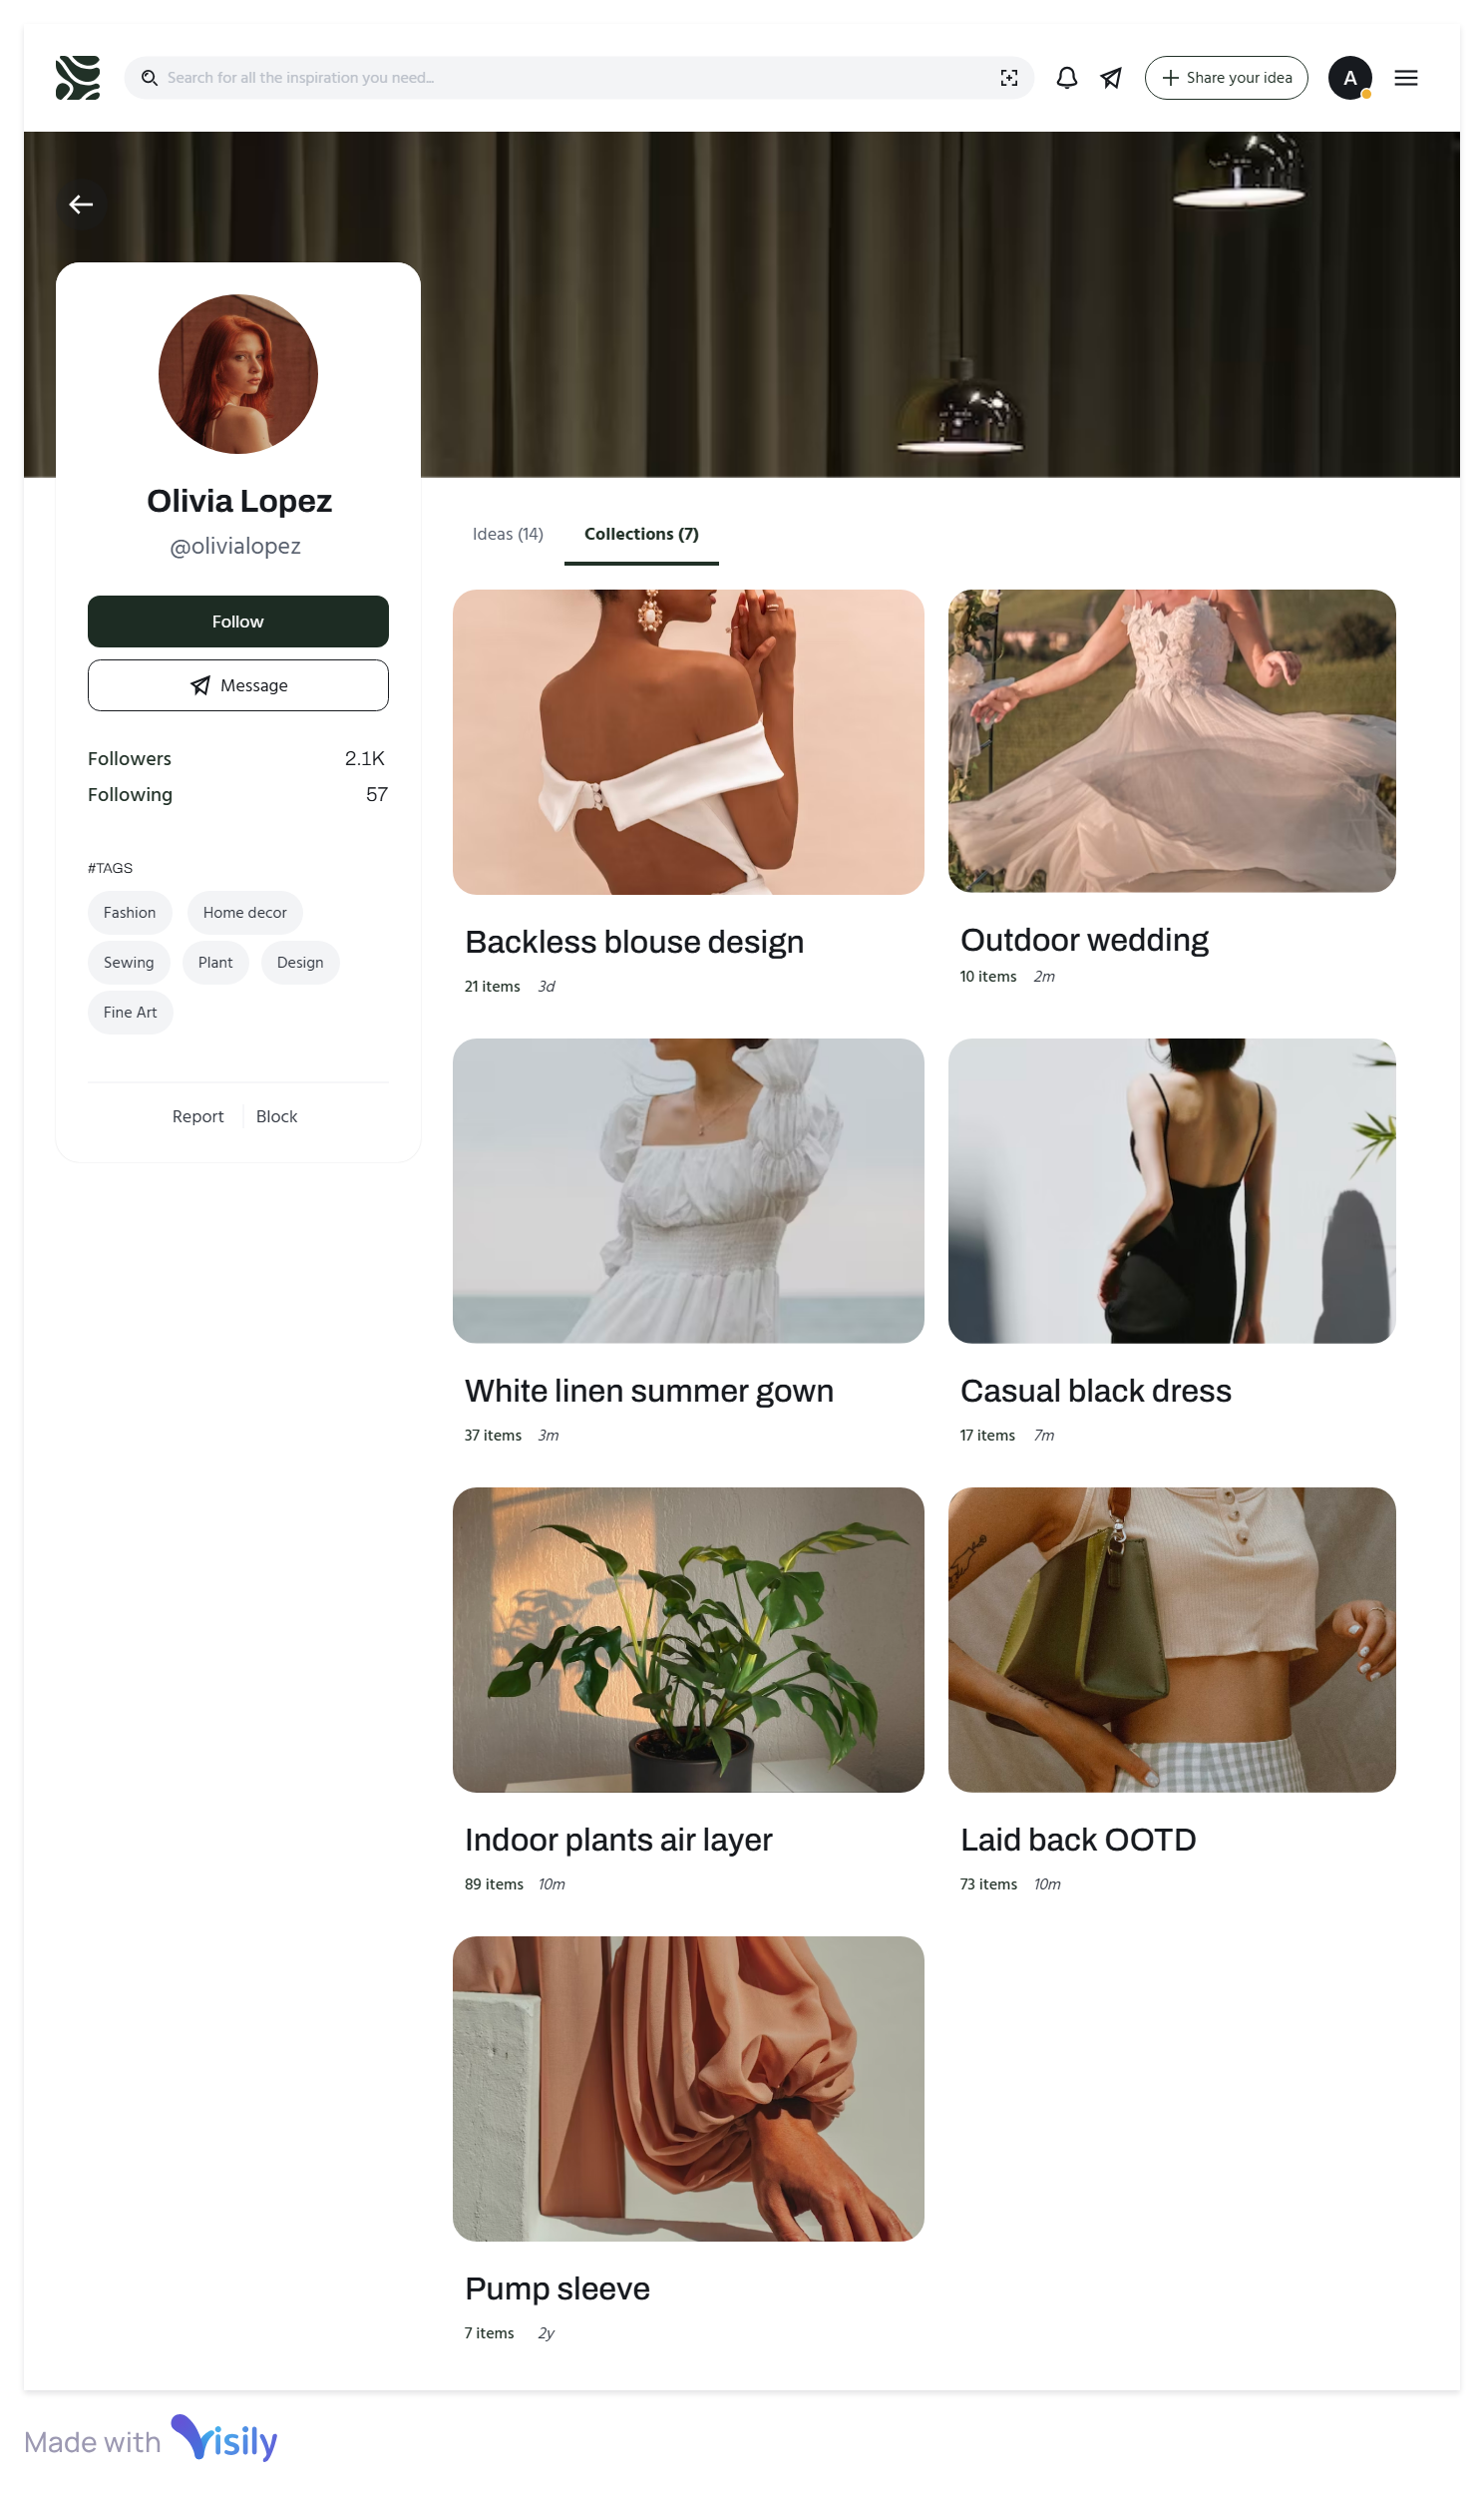 Search for all the inspiration you need...
Share your idea
A
Olivia Lopez
@olivialopez
Follow
Message
Followers 2.1K
Following 57
#TAGS
Fashion Home decor
Sewing Plant Design
Fine Art
Report Block
Ideas (14) Collections (7)
Backless blouse design
21 items 3d
Outdoor wedding
10 items 2m
White linen summer gown
37 items 3m
Casual black dress
17 items 7m
Indoor plants air layer
89 items 10m
Laid back OOTD
73 items 10m
Pump sleeve
7 items 2y
Made with Visily